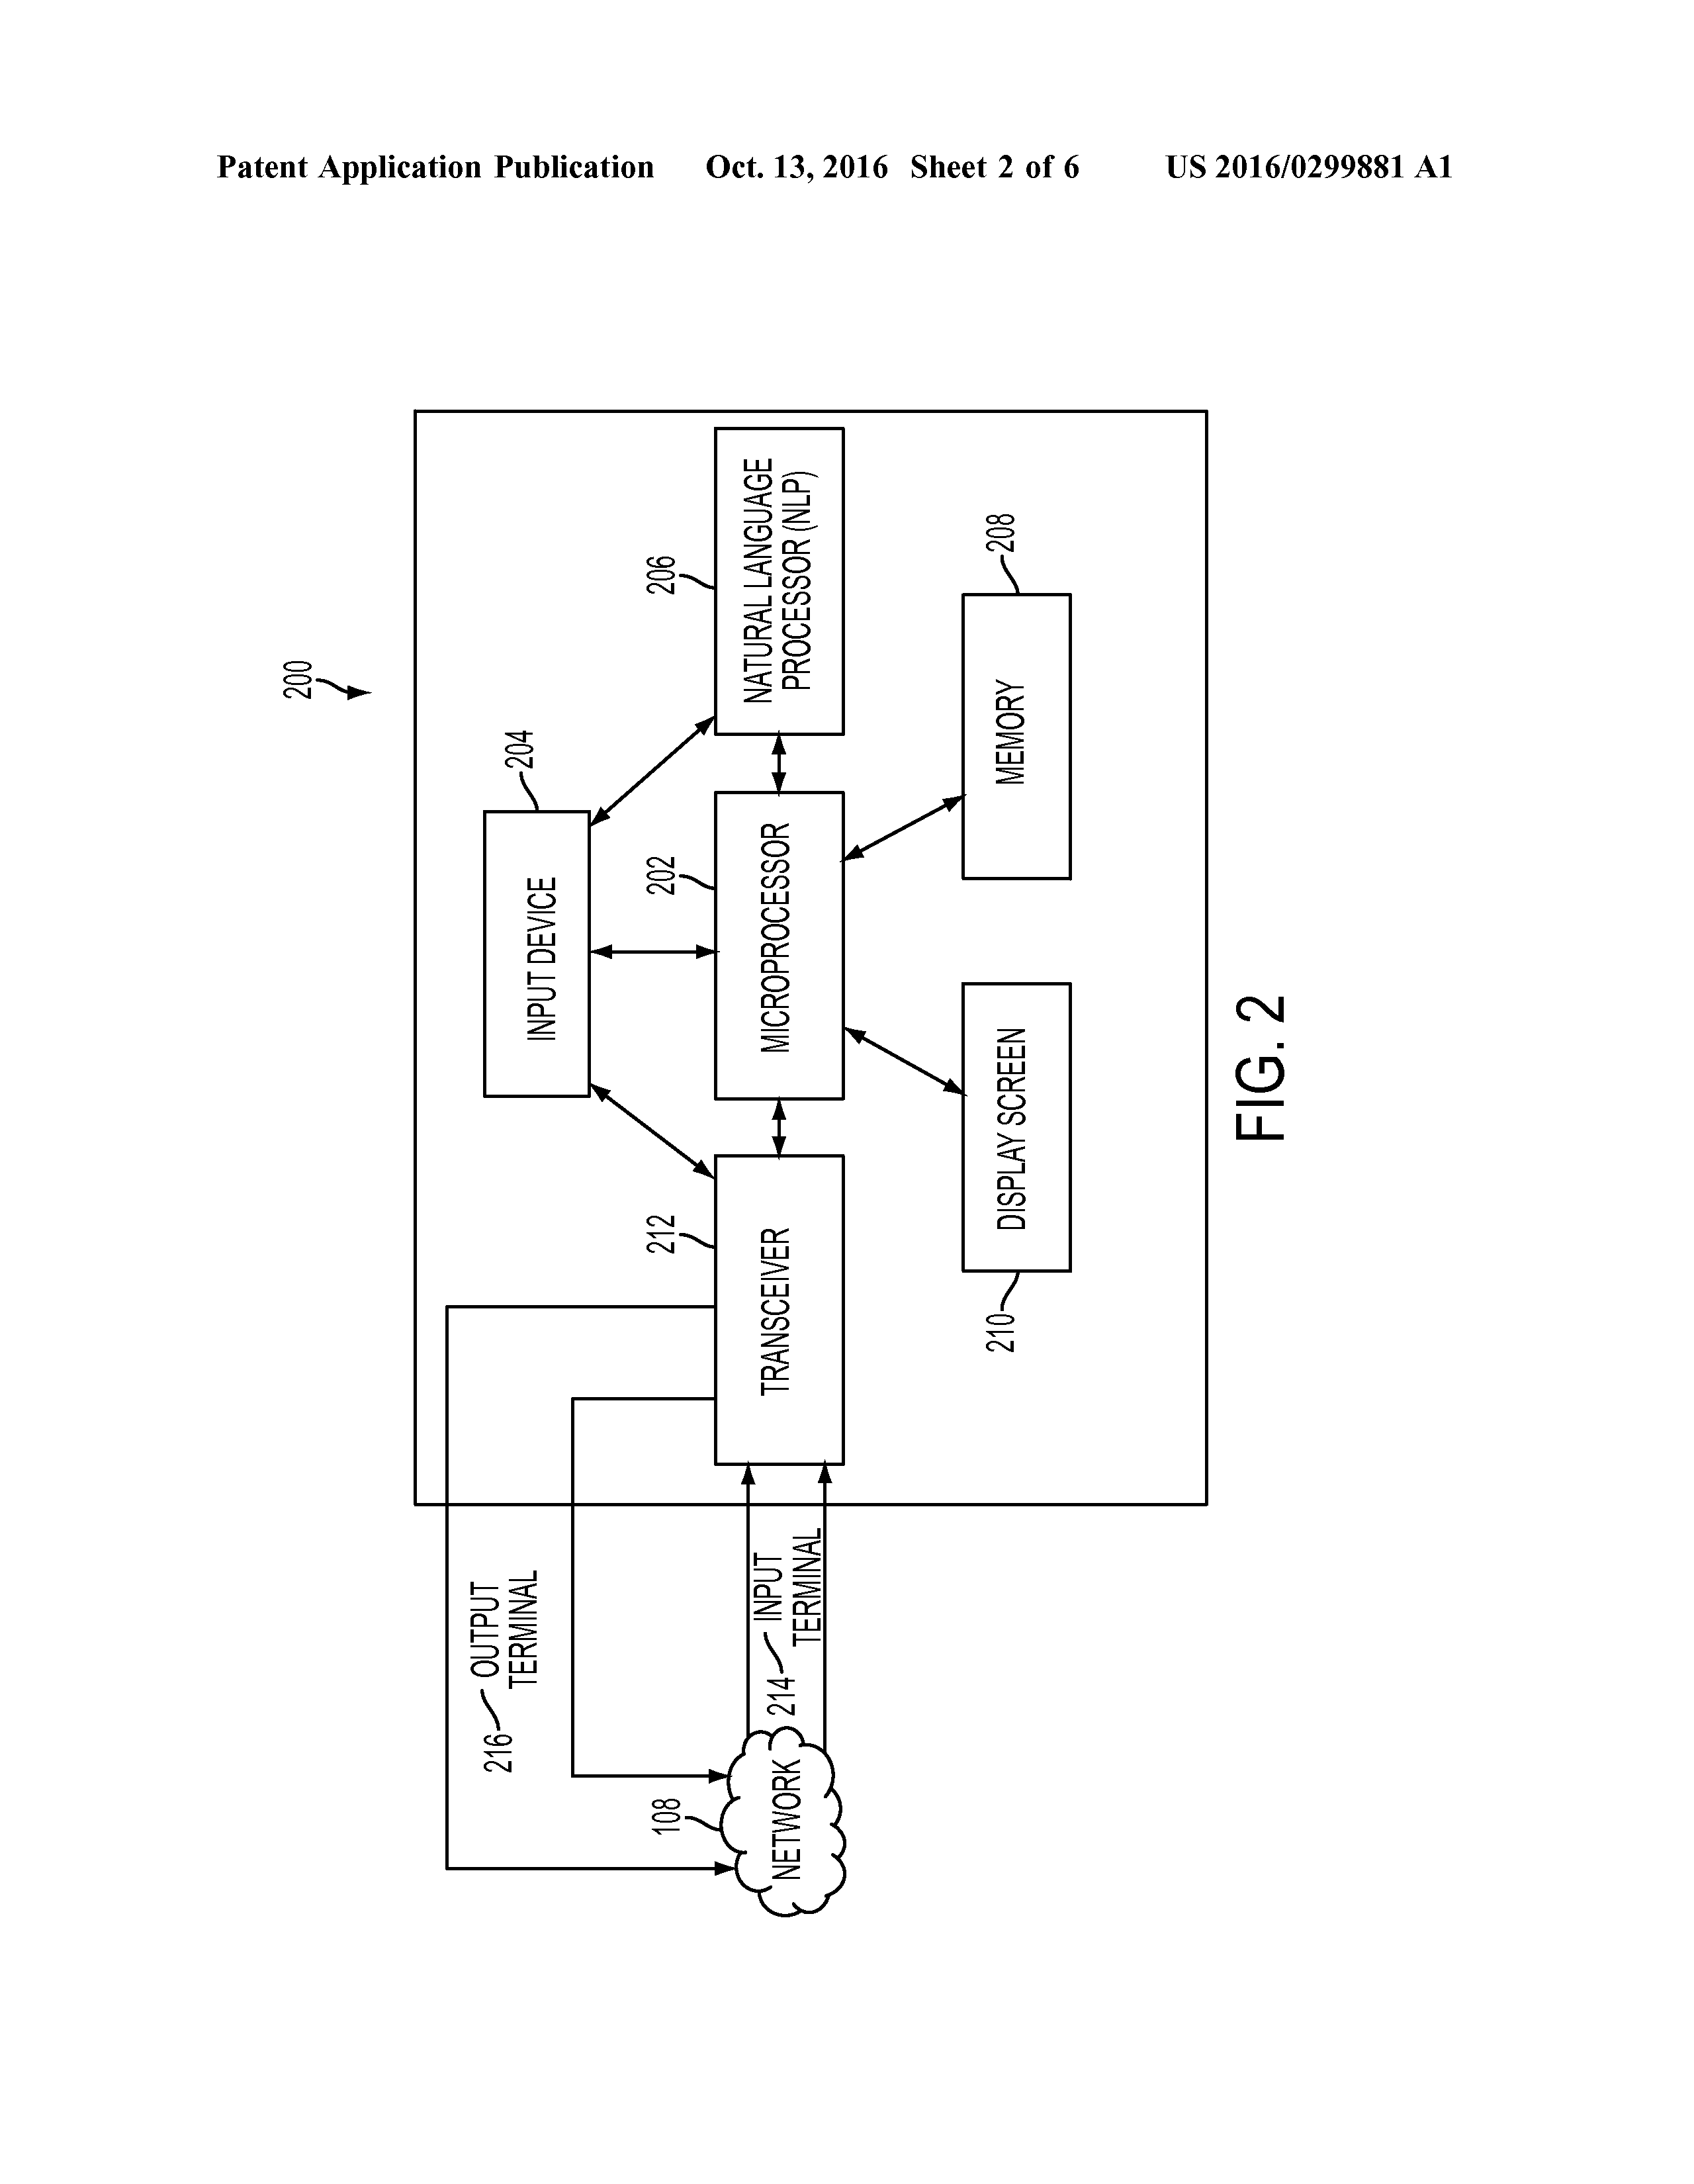 Patent Application Publication Oct. 13, 2016 Sheet 2 of 6 US 2016/0299881 A1
200
204
INPUT DEVICE
206
NATURAL LANGUAGE
PROCESSOR (NLP)
202
MICROPROCESSOR
212
TRANSCEIVER
208
MEMORY
210
DISPLAY SCREEN
216
OUTPUT
TERMINAL
214
INPUT
TERMINAL
108
NETWORK
FIG. 2